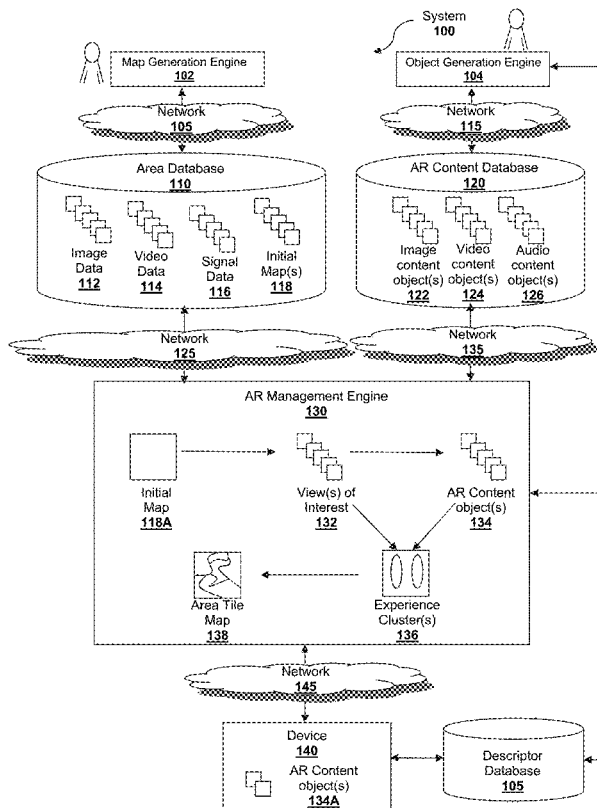 System
100
Map Generation Engine
102
Object Generation Engine
104
Network
105
Network
115
Area Database
110
Image
Data
112
Video
Data
114
Signal
Data
116
Initial
Map(s)
118
AR Content Database
120
Image
content
object(s)
122
Video
content
object(s)
124
Audio
content
object(s)
126
Network
125
Network
135
AR Management Engine
130
Initial
Map
118A
View(s) of
Interest
132
AR Content
object(s)
134
Area Tile
Map
138
Experience
Cluster(s)
136
Network
145
Device
140
AR Content
object(s)
134A
Descriptor
Database
105